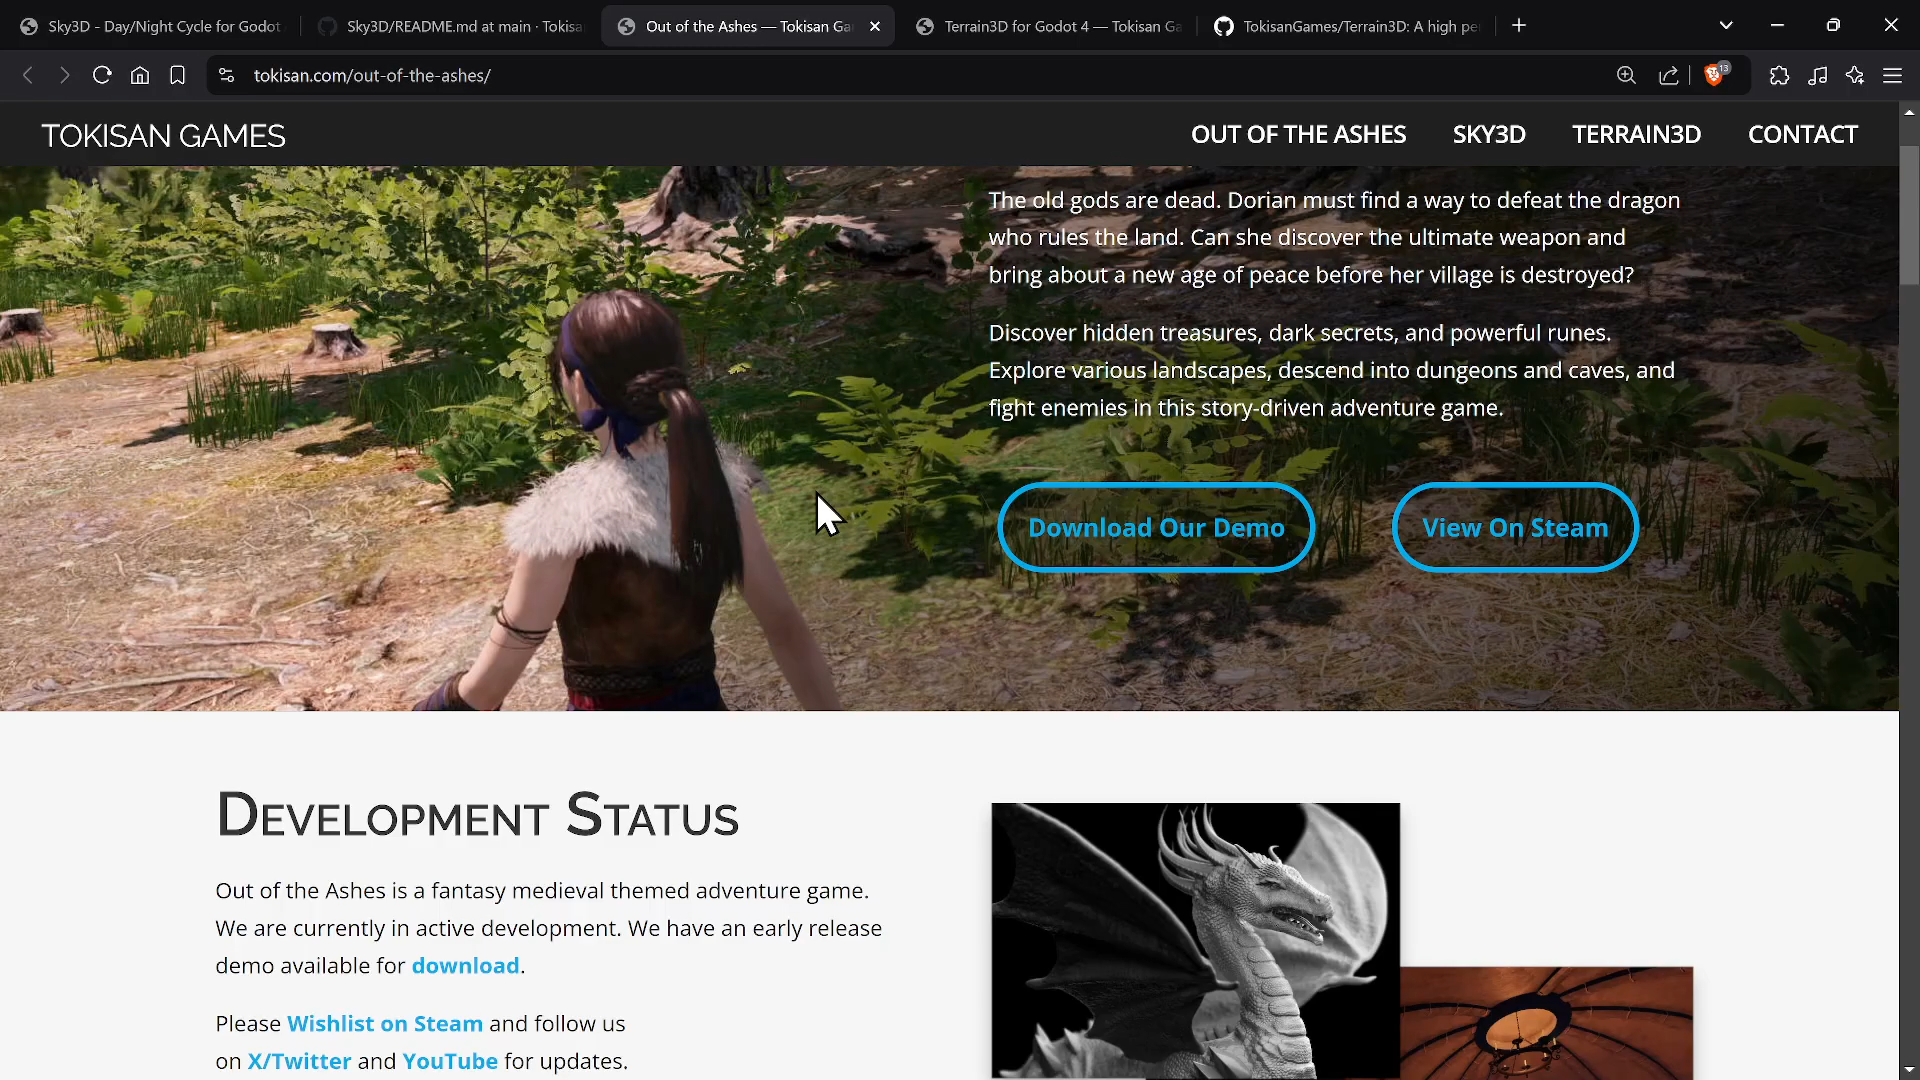 Sky3D - Day/Night Cycle for Godot
Sky3D/README.md at main · Tokisan
Out of the Ashes — Tokisan Ga
Terrain3D for Godot 4 — Tokisan Ga
TokisanGames/Terrain3D: A high pe
tokisan.com/out-of-the-ashes/
13
TOKISAN GAMES
OUT OF THE ASHES
SKY3D
TERRAIN3D
CONTACT
The old gods are dead. Dorian must find a way to defeat the dragon
who rules the land. Can she discover the ultimate weapon and
bring about a new age of peace before her village is destroyed?
Discover hidden treasures, dark secrets, and powerful runes.
Explore various landscapes, descend into dungeons and caves, and
fight enemies in this story-driven adventure game.
Download Our Demo
View On Steam
Development Status
Out of the Ashes is a fantasy medieval themed adventure game.
We are currently in active development. We have an early release
demo available for download.
Please Wishlist on Steam and follow us
on X/Twitter and YouTube for updates.